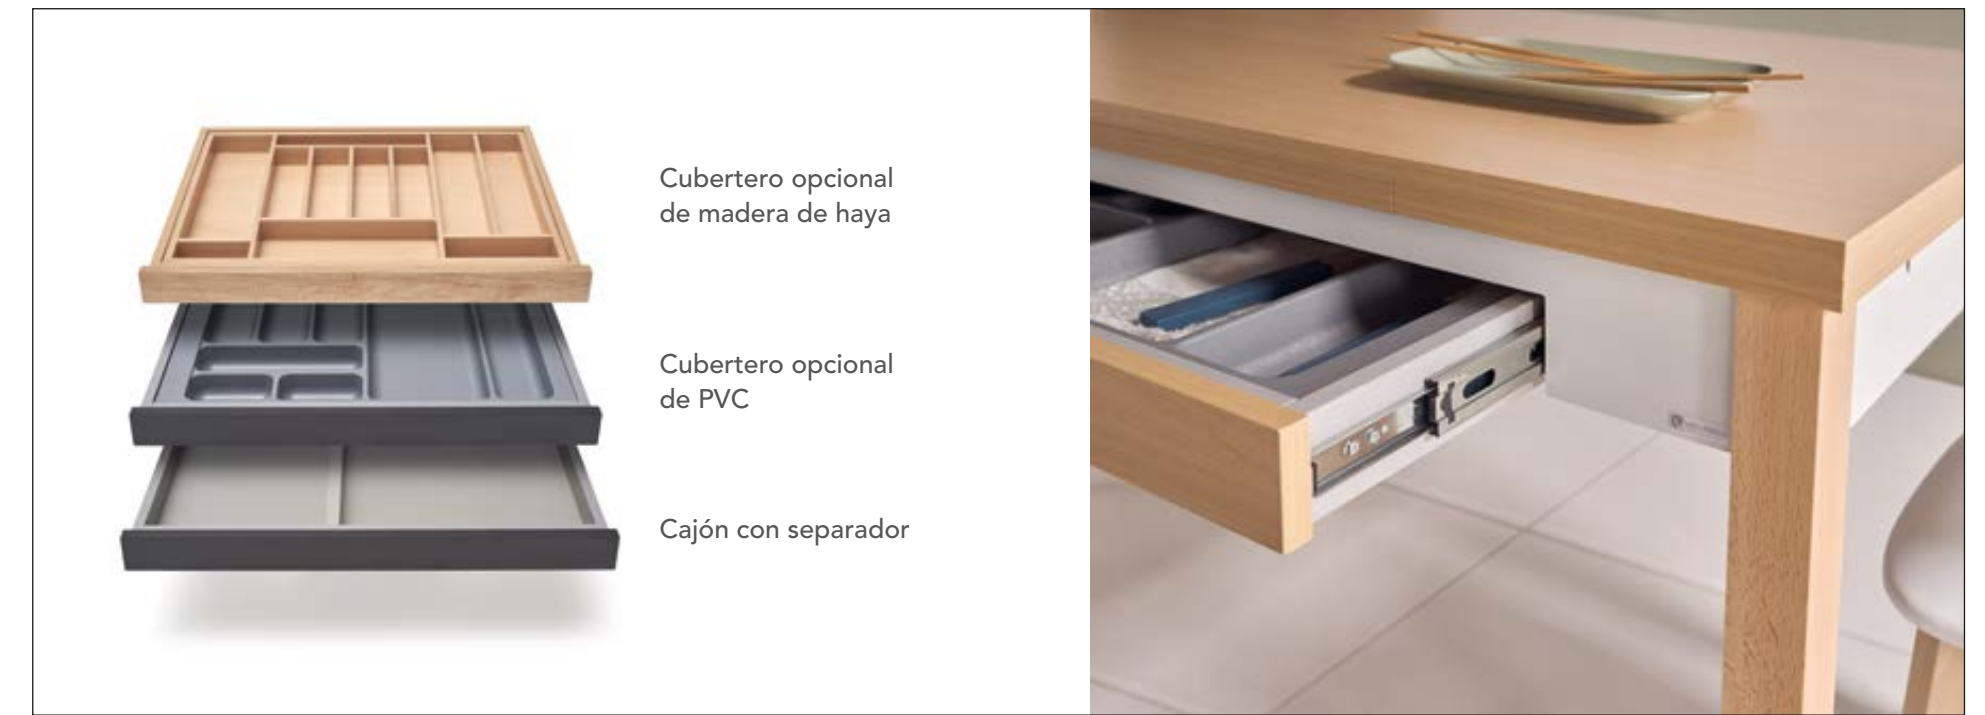 Cubertero opcional
de madera de haya
Cubertero opcional
de PVC
Cajón con separador